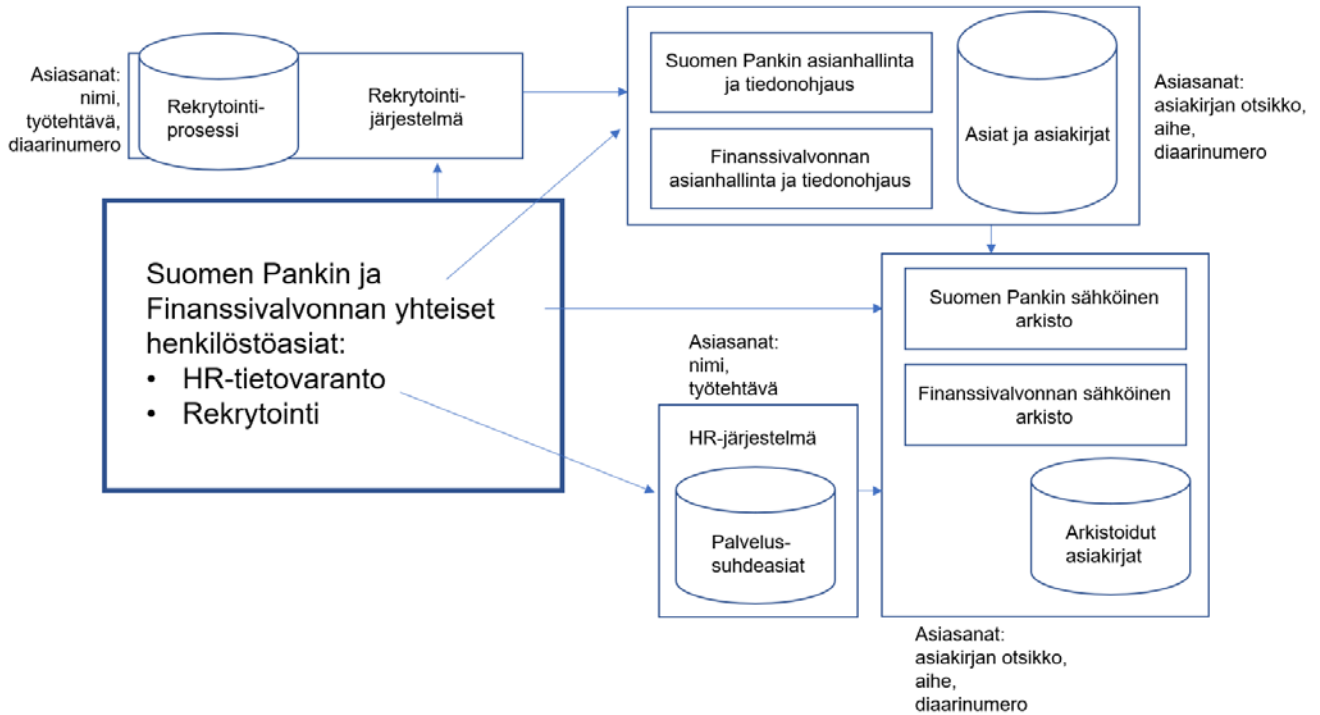 Asiasanat:
nimi,
työtehtävä,
diaarinumero
Rekrytointi-
prosessi
Rekrytointi-
järjestelmä
Suomen Pankin asianhallinta
ja tiedonohjaus
Finanssivalvonnan
asianhallinta ja tiedonohjaus
Asiat ja asiakirjat
Asiasanat:
asiakirjan otsikko,
aihe,
diaarinumero
Suomen Pankin ja
Finanssivalvonnan yhteiset
henkilöstöasiat:
• HR-tietovaranto
• Rekrytointi
Asiasanat:
nimi,
työtehtävä
HR-järjestelmä
Palvelus-
suhdeasiat
Suomen Pankin sähköinen
arkisto
Finanssivalvonnan sähköinen
arkisto
Arkistoidut
asiakirjat
Asiasanat:
asiakirjan otsikko,
aihe,
diaarinumero